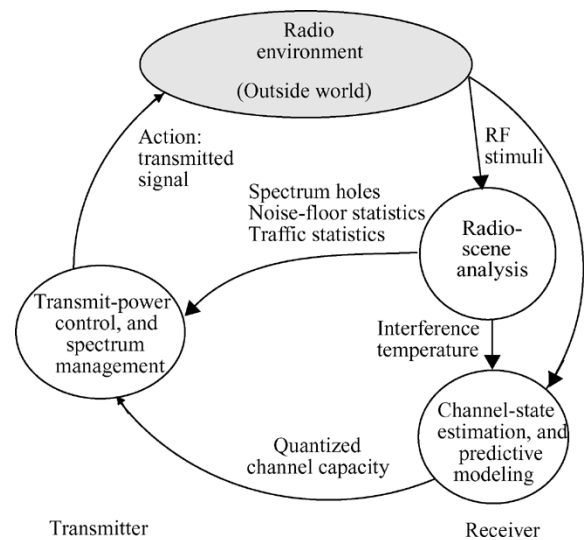 Radio
environment
(Outside world)
Action:
transmitted
signal
RF
stimuli
Spectrum holes
Noise-floor statistics
Traffic statistics
Radio-
scene
analysis
Transmit-power
control, and
spectrum
management
Interference
temperature
Channel-state
estimation, and
predictive
modeling
Quantized
channel capacity
Transmitter
Receiver